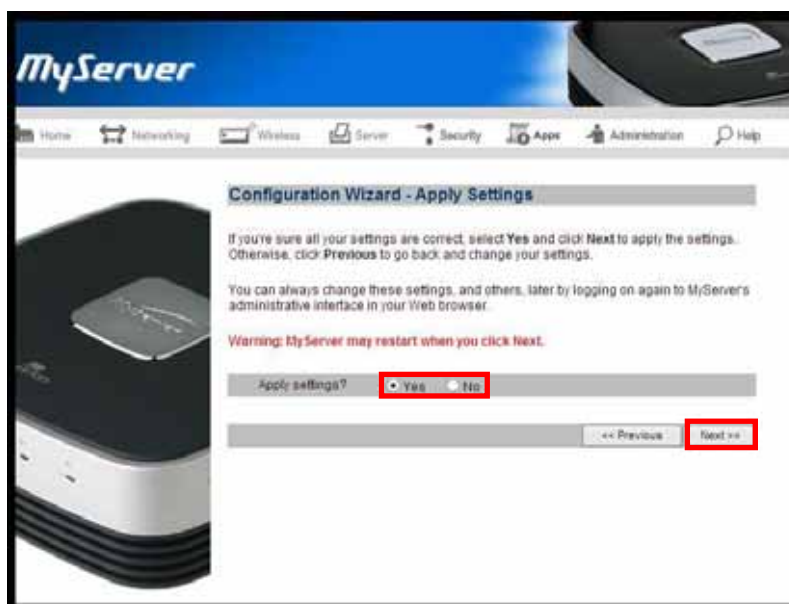 MyServer
Home Networking Wireless Server Security Apps Administration Help
Configuration Wizard - Apply Settings
If you're sure all your settings are correct, select Yes and click Next to apply the settings.
Otherwise, click Previous to go back and change your settings.
You can always change these settings, and others, later by logging on again to MyServer's
administrative interface in your Web browser.
Warning: MyServer may restart when you click Next.
Apply settings? Yes No
<< Previous Next >>